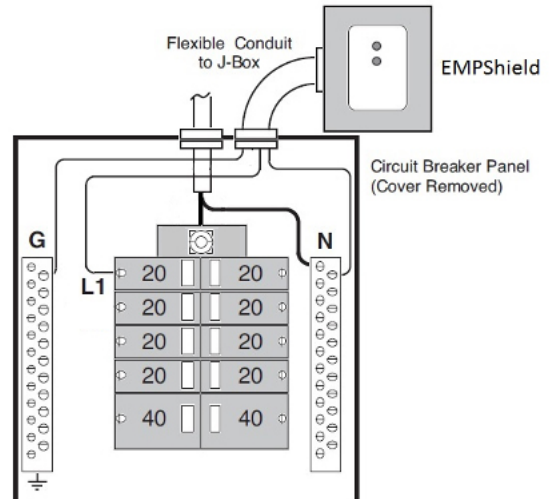 Flexible Conduit
to J-Box
EMPShield
Circuit Breaker Panel
(Cover Removed)
G
N
L1
20 20
20 20
20 20
20 20
40 40